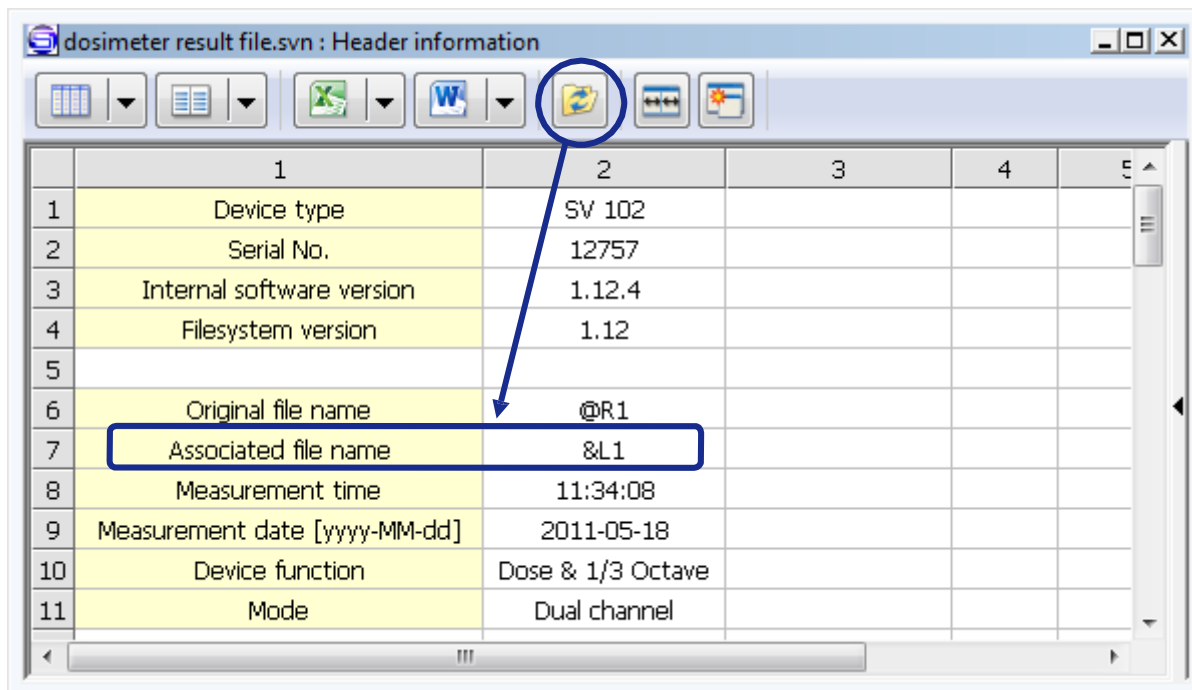 dosimeter result file.svn : Header information
1 2 3 4 5
1 Device type SV 102
2 Serial No. 12757
3 Internal software version 1.12.4
4 Filesystem version 1.12
5
6 Original file name @R1
7 Associated file name &L1
8 Measurement time 11:34:08
9 Measurement date [yyyy-MM-dd] 2011-05-18
10 Device function Dose & 1/3 Octave
11 Mode Dual channel